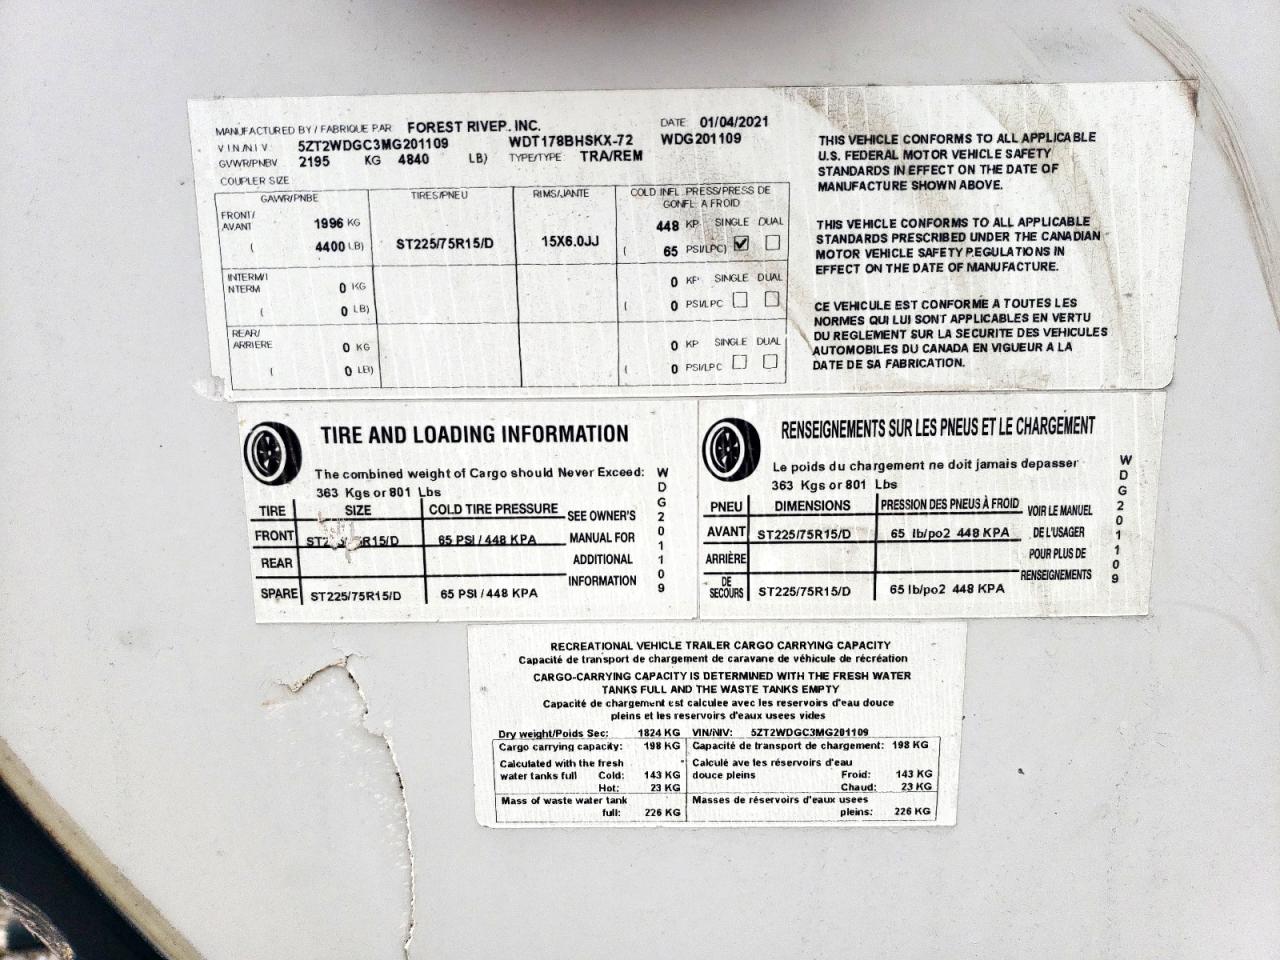 MANUFACTURED BY / FABRIQUE PAR FOREST RIVER, INC. DATE 01/04/2021
V I N / N I V 5ZT2WDGC3MG201109 WDT178BHSKX-72 WDG201109
GVWR/PNBV 2195 KG 4840 LB) TYPE/TYPE: TRA/REM
COUPLER SIZE
GAWR/PNBE TIRES/PNEU RIMS/JANTE COLD INFL. PRESS/PRESS DE
GONFL. A FROID
FRONT/
AVANT 1996 KG 448 KP SINGLE DUAL
( 4400 LB) ST225/75R15/D 15X6.0JJ ( 65 PSI/LPC)
INTERM/I
NTERM 0 KG 0 KP SINGLE DUAL
( 0 LB) ( 0 PSI/LPC
REAR/
ARRIERE 0 KG 0 KP SINGLE DUAL
( 0 LB) ( 0 PSI/LPC
THIS VEHICLE CONFORMS TO ALL APPLICABLE
U.S. FEDERAL MOTOR VEHICLE SAFETY
STANDARDS IN EFFECT ON THE DATE OF
MANUFACTURE SHOWN ABOVE.
THIS VEHICLE CONFORMS TO ALL APPLICABLE
STANDARDS PRESCRIBED UNDER THE CANADIAN
MOTOR VEHICLE SAFETY REGULATIONS IN
EFFECT ON THE DATE OF MANUFACTURE.
CE VEHICULE EST CONFORME A TOUTES LES
NORMES QUI LUI SONT APPLICABLES EN VERTU
DU REGLEMENT SUR LA SECURITE DES VEHICULES
AUTOMOBILES DU CANADA EN VIGUEUR A LA
DATE DE SA FABRICATION.
TIRE AND LOADING INFORMATION
The combined weight of Cargo should Never Exceed:
363 Kgs or 801 Lbs
TIRE SIZE COLD TIRE PRESSURE
FRONT 65 PSI / 448 KPA
REAR
SPARE ST225/75R15/D 65 PSI / 448 KPA
SEE OWNER'S
MANUAL FOR
ADDITIONAL
INFORMATION
WDG201109
RENSEIGNEMENTS SUR LES PNEUS ET LE CHARGEMENT
Le poids du chargement ne doit jamais depasser
363 Kgs or 801 Lbs
PNEU DIMENSIONS PRESSION DES PNEUS À FROID
AVANT ST225/75R15/D 65 lb/po2 448 KPA
ARRIÈRE
DE
SECOURS ST225/75R15/D 65 lb/po2 448 KPA
VOIR LE MANUEL
DE L'USAGER
POUR PLUS DE
RENSEIGNEMENTS
WDG201109
RECREATIONAL VEHICLE TRAILER CARGO CARRYING CAPACITY
Capacité de transport de chargement de caravane de véhicule de récréation
CARGO-CARRYING CAPACITY IS DETERMINED WITH THE FRESH WATER
TANKS FULL AND THE WASTE TANKS EMPTY
Capacité de chargement est calculee avec les reservoirs d'eau douce
pleins et les reservoirs d'eaux usees vides
Dry weight/Poids Sec: 1824 KG VIN/NIV: 5ZT2WDGC3MG201109
Cargo carrying capacity: 198 KG Capacité de transport de chargement: 198 KG
Calculated with the fresh Calculé ave les réservoirs d'eau
water tanks full Cold: 143 KG douce pleins Froid: 143 KG
Hot: 23 KG Chaud: 23 KG
Mass of waste water tank Masses de réservoirs d'eaux usees
full: 226 KG pleins: 226 KG